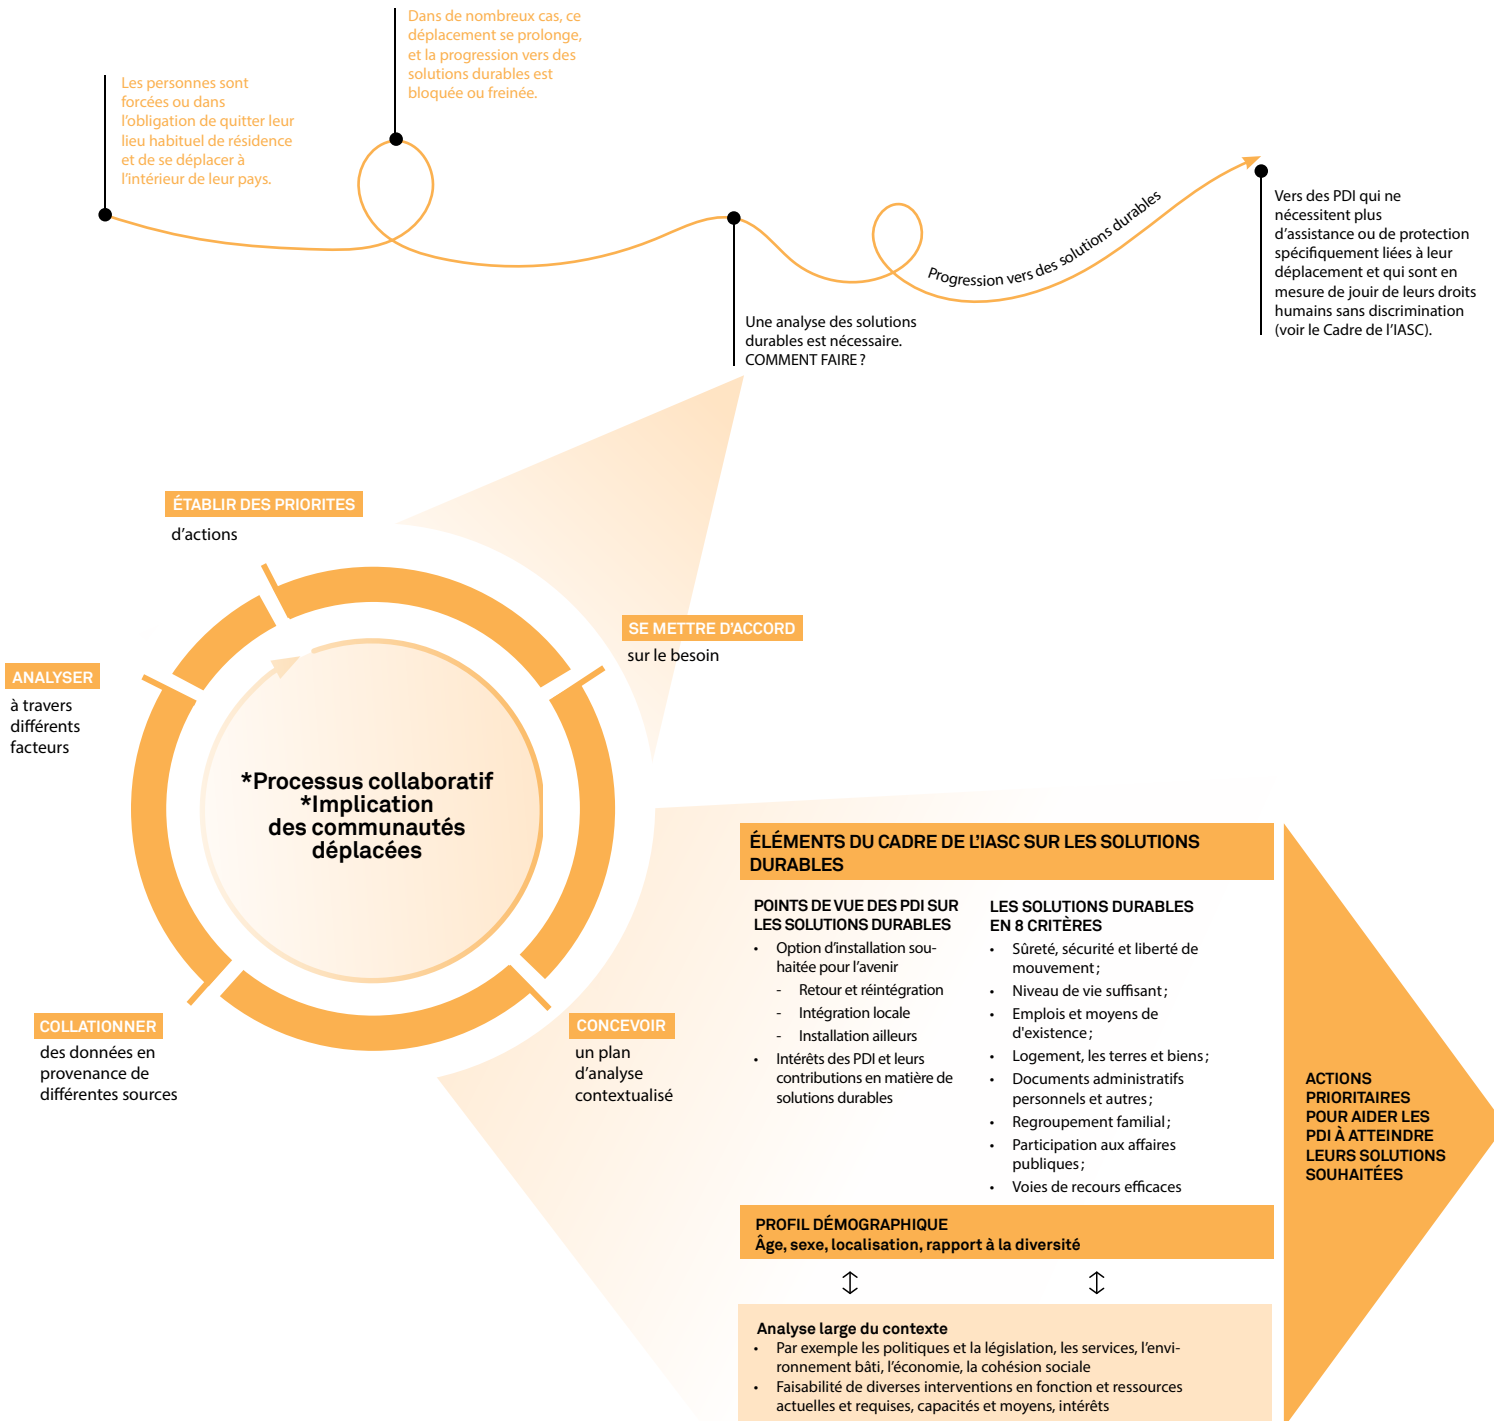 Dans de nombreux cas, ce
déplacement se prolonge,
et la progression vers des
solutions durables est
bloquée ou freinée.
Les personnes sont
forcées ou dans
l'obligation de quitter leur
lieu habituel de résidence
et de se déplacer à
l'intérieur de leur pays.
Progression vers des solutions durables
Vers des PDI qui ne
nécessitent plus
d'assistance ou de protection
spécifiquement liées à leur
déplacement et qui sont en
mesure de jouir de leurs droits
humains sans discrimination
(voir le Cadre de l'IASC).
Une analyse des solutions
durables est nécessaire.
COMMENT FAIRE ?
ÉTABLIR DES PRIORITES
d'actions
SE METTRE D'ACCORD
sur le besoin
ANALYSER
à travers
différents
facteurs
*Processus collaboratif
*Implication
des communautés
déplacées
COLLATIONNER
des données en
provenance de
différentes sources
CONCEVOIR
un plan
d'analyse
contextualisé
ÉLÉMENTS DU CADRE DE L'IASC SUR LES SOLUTIONS
DURABLES
POINTS DE VUE DES PDI SUR
LES SOLUTIONS DURABLES
• Option d'installation sou-
haitée pour l'avenir
- Retour et réintégration
- Intégration locale
- Installation ailleurs
• Intérêts des PDI et leurs
contributions en matière de
solutions durables
LES SOLUTIONS DURABLES
EN 8 CRITÈRES
• Sûreté, sécurité et liberté de
mouvement ;
• Niveau de vie suffisant ;
• Emplois et moyens de
d'existence ;
• Logement, les terres et biens ;
• Documents administratifs
personnels et autres ;
• Regroupement familial ;
• Participation aux affaires
publiques ;
• Voies de recours efficaces
PROFIL DÉMOGRAPHIQUE
Âge, sexe, localisation, rapport à la diversité
Analyse large du contexte
• Par exemple les politiques et la législation, les services, l'envi-
ronnement bâti, l'économie, la cohésion sociale
• Faisabilité de diverses interventions en fonction et ressources
actuelles et requises, capacités et moyens, intérêts
ACTIONS
PRIORITAIRES
POUR AIDER LES
PDI À ATTEINDRE
LEURS SOLUTIONS
SOUHAITÉES